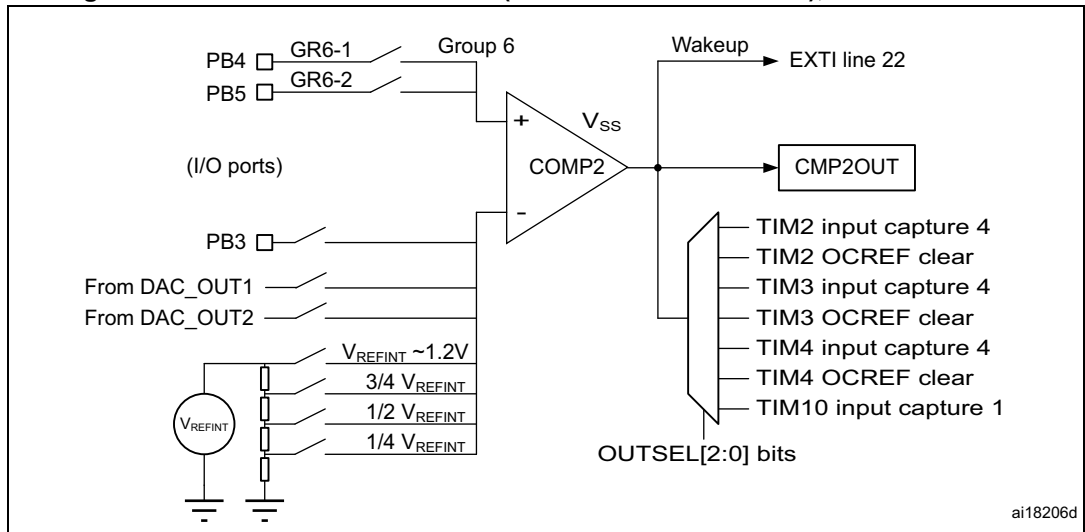 PB4 GR6-1 Group 6 Wakeup EXTI line 22
PB5 GR6-2
+ VSS
(I/O ports) COMP2 CMP2OUT
-
PB3
TIM2 input capture 4
TIM2 OCREF clear
From DAC_OUT1
TIM3 input capture 4
From DAC_OUT2
TIM3 OCREF clear
VREFINT ~1.2V
TIM4 input capture 4
3/4 VREFINT
TIM4 OCREF clear
1/2 VREFINT
TIM10 input capture 1
VREFINT
1/4 VREFINT
OUTSEL[2:0] bits
ai18206d